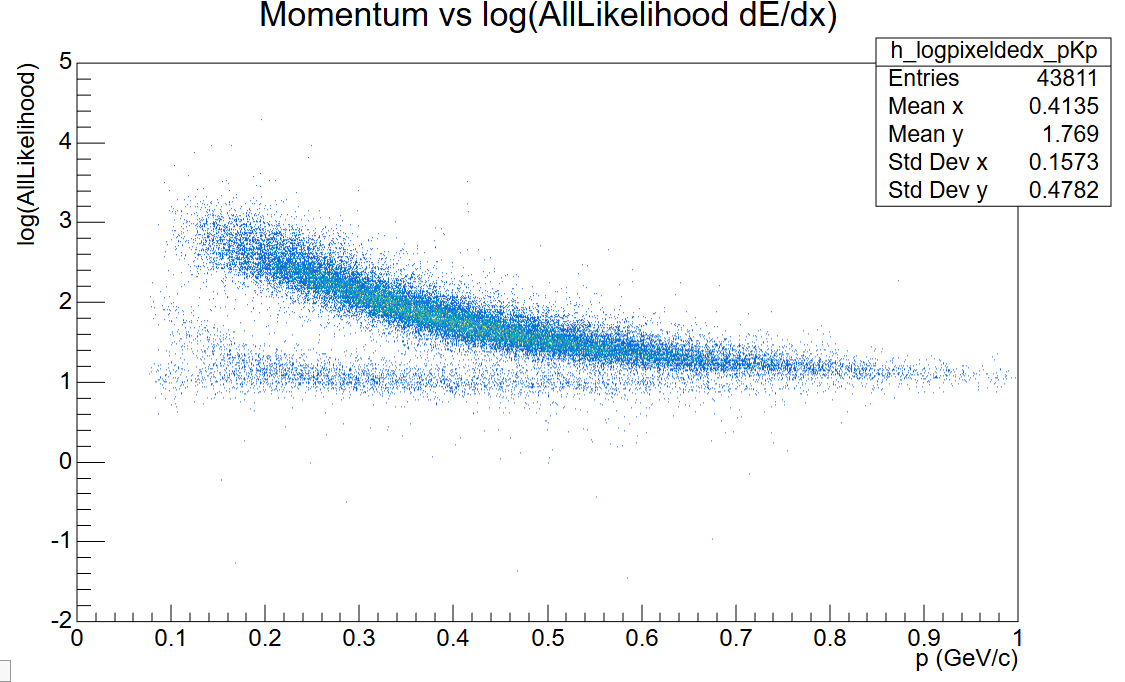 Momentum vs log(AllLikelihood dE/dx)
h_logpixeldedx_pKp
Entries 43811
Mean x 0.4135
Mean y 1.769
Std Dev x 0.1573
Std Dev y 0.4782
log(AllLikelihood)
5
4
3
2
1
0
-1
-2
0 0.1 0.2 0.3 0.4 0.5 0.6 0.7 0.8 0.9 1
p (GeV/c)